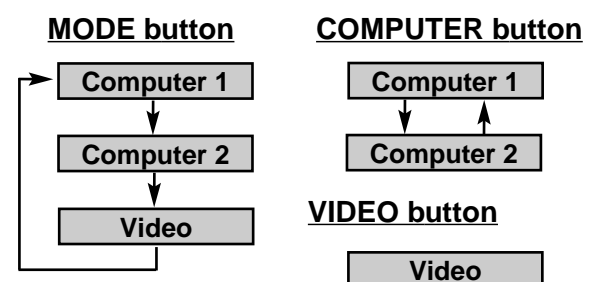 MODE button
Computer 1
Computer 2
Video
COMPUTER button
Computer 1
Computer 2
VIDEO button
Video